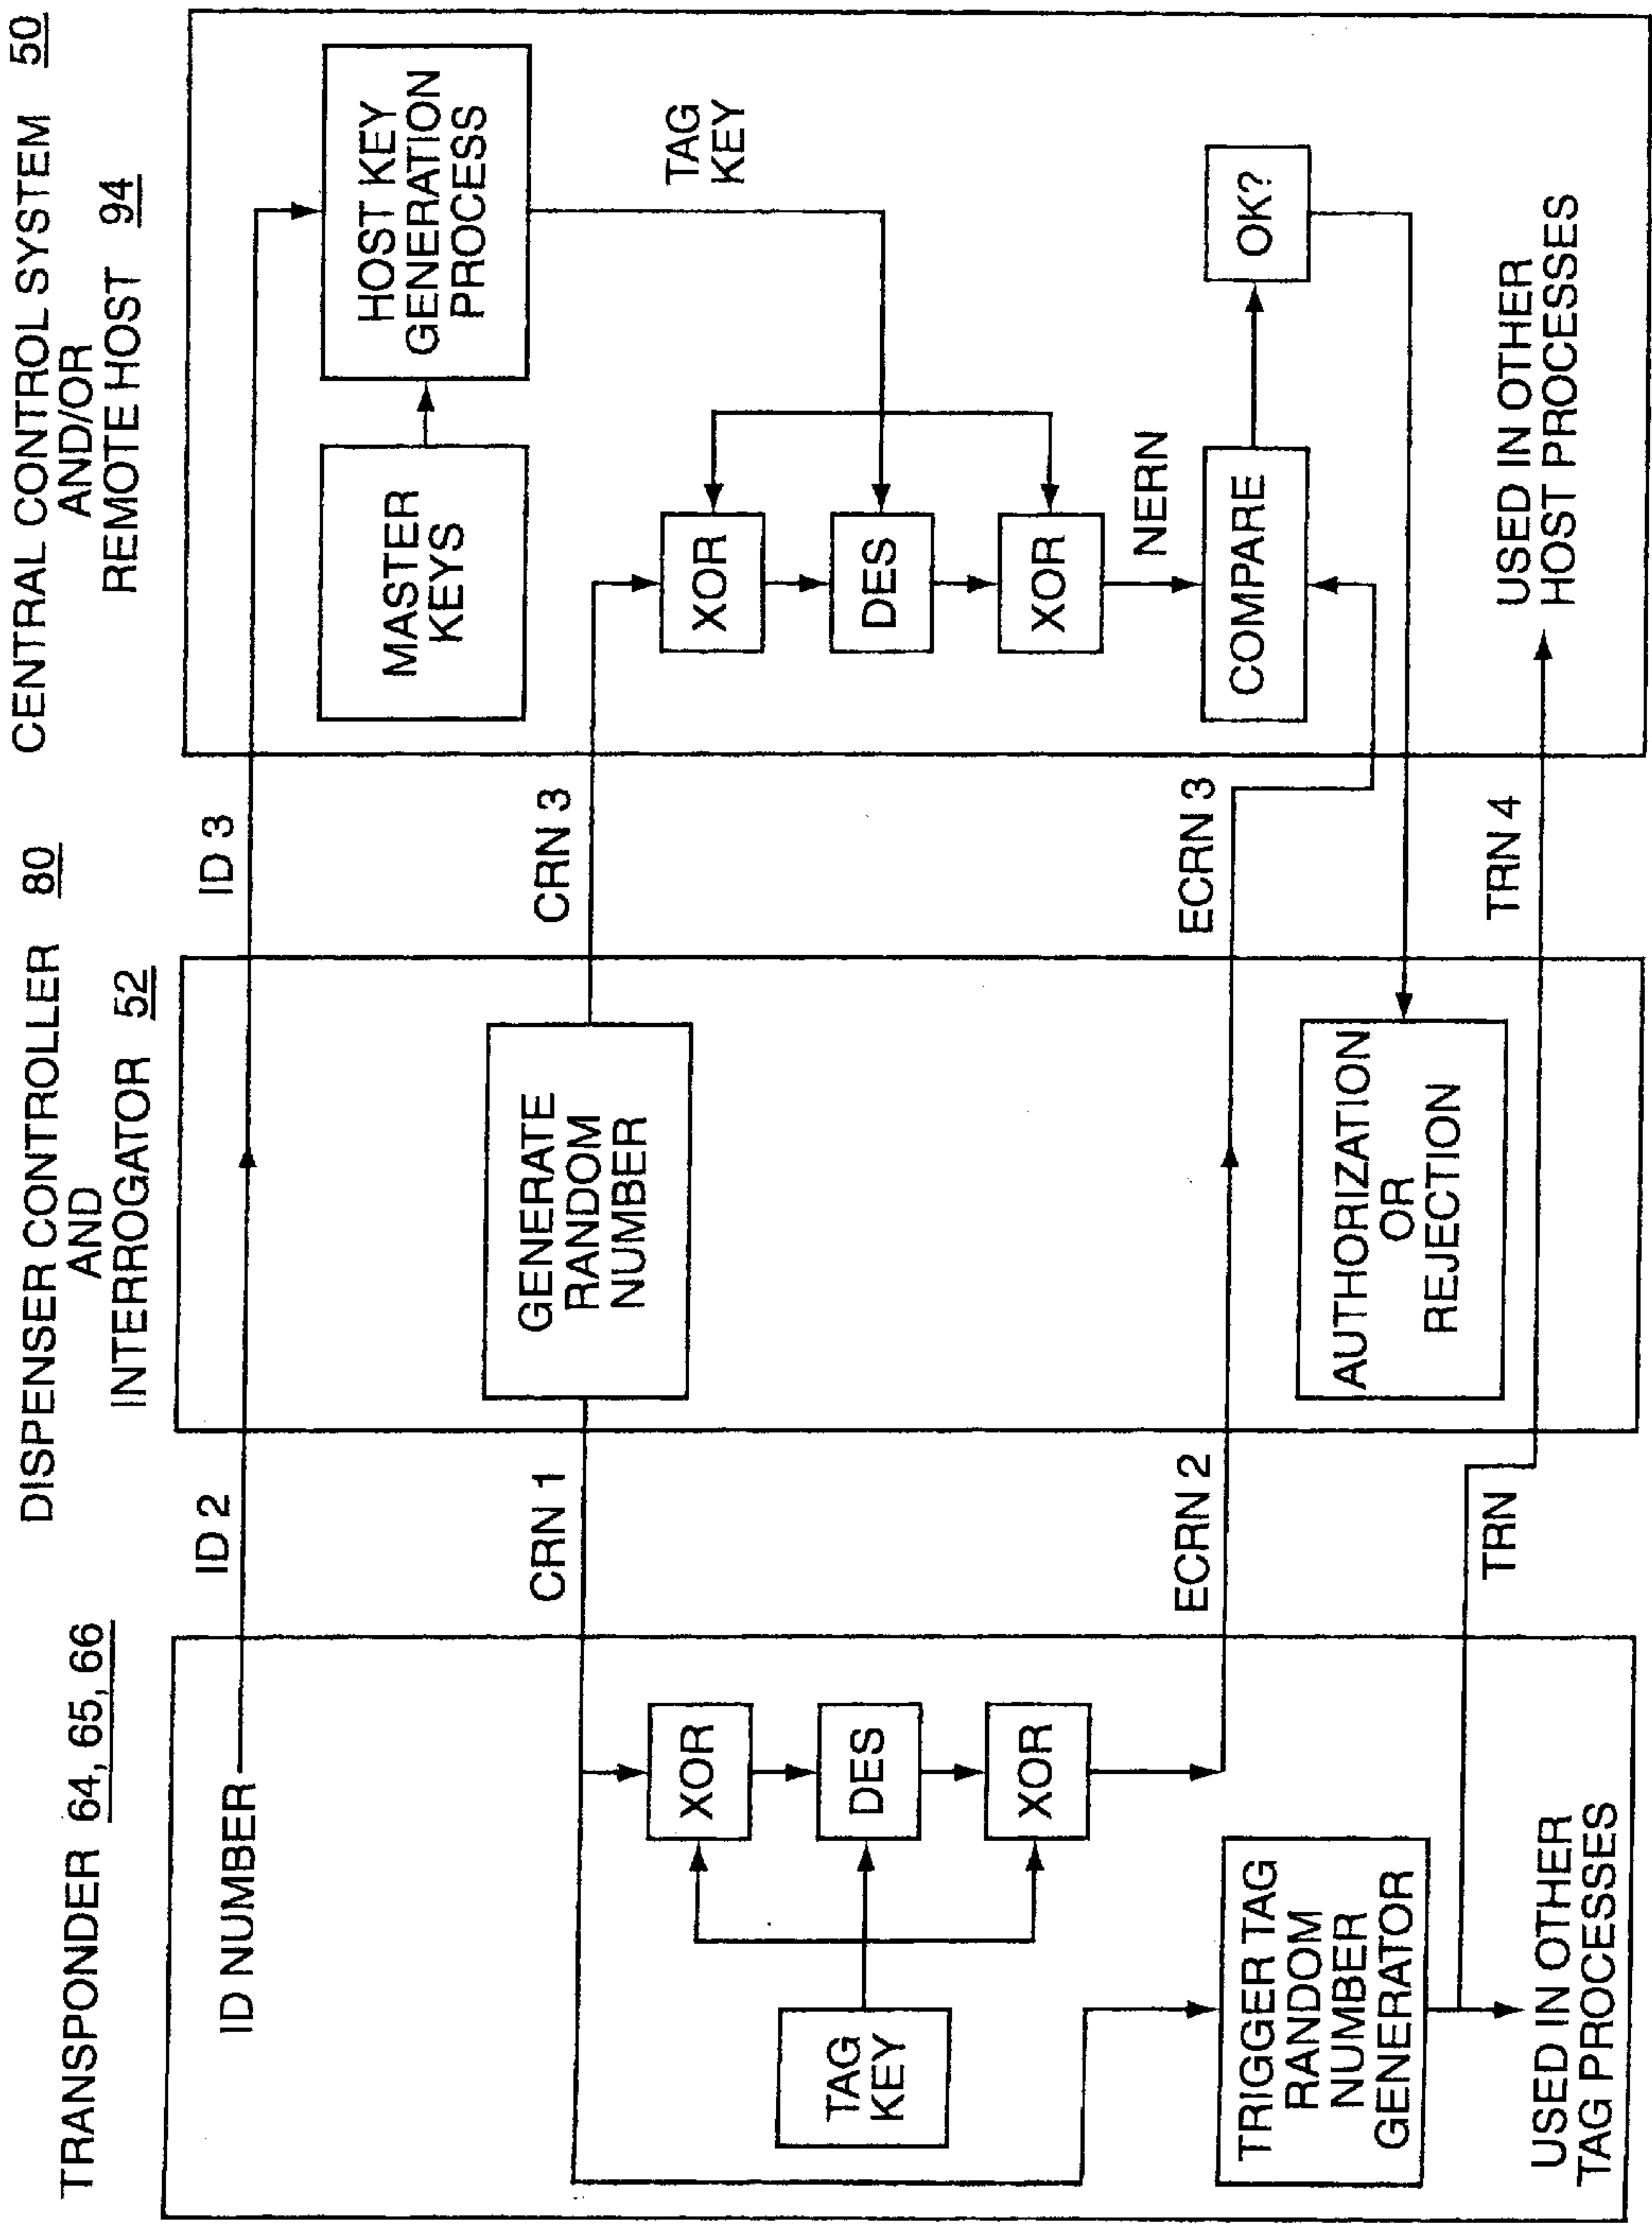 TRANSPONDER 64, 65, 66
ID NUMBER
XOR
DES
XOR
TAG
KEY
TRIGGER TAG
RANDOM
NUMBER
GENERATOR
USED IN OTHER
TAG PROCESSES
ID 2
CRN 1
ECRN 2
TRN
DISPENSER CONTROLLER 80
AND
INTERROGATOR 52
GENERATE
RANDOM
NUMBER
AUTHORIZATION
OR
REJECTION
ID 3
CRN 3
ECRN 3
TRN 4
CENTRAL CONTROL SYSTEM 50
AND/OR
REMOTE HOST 94
MASTER
KEYS
HOST KEY
GENERATION
PROCESS
TAG
KEY
XOR
DES
XOR
NERN
COMPARE
OK?
USED IN OTHER
HOST PROCESSES